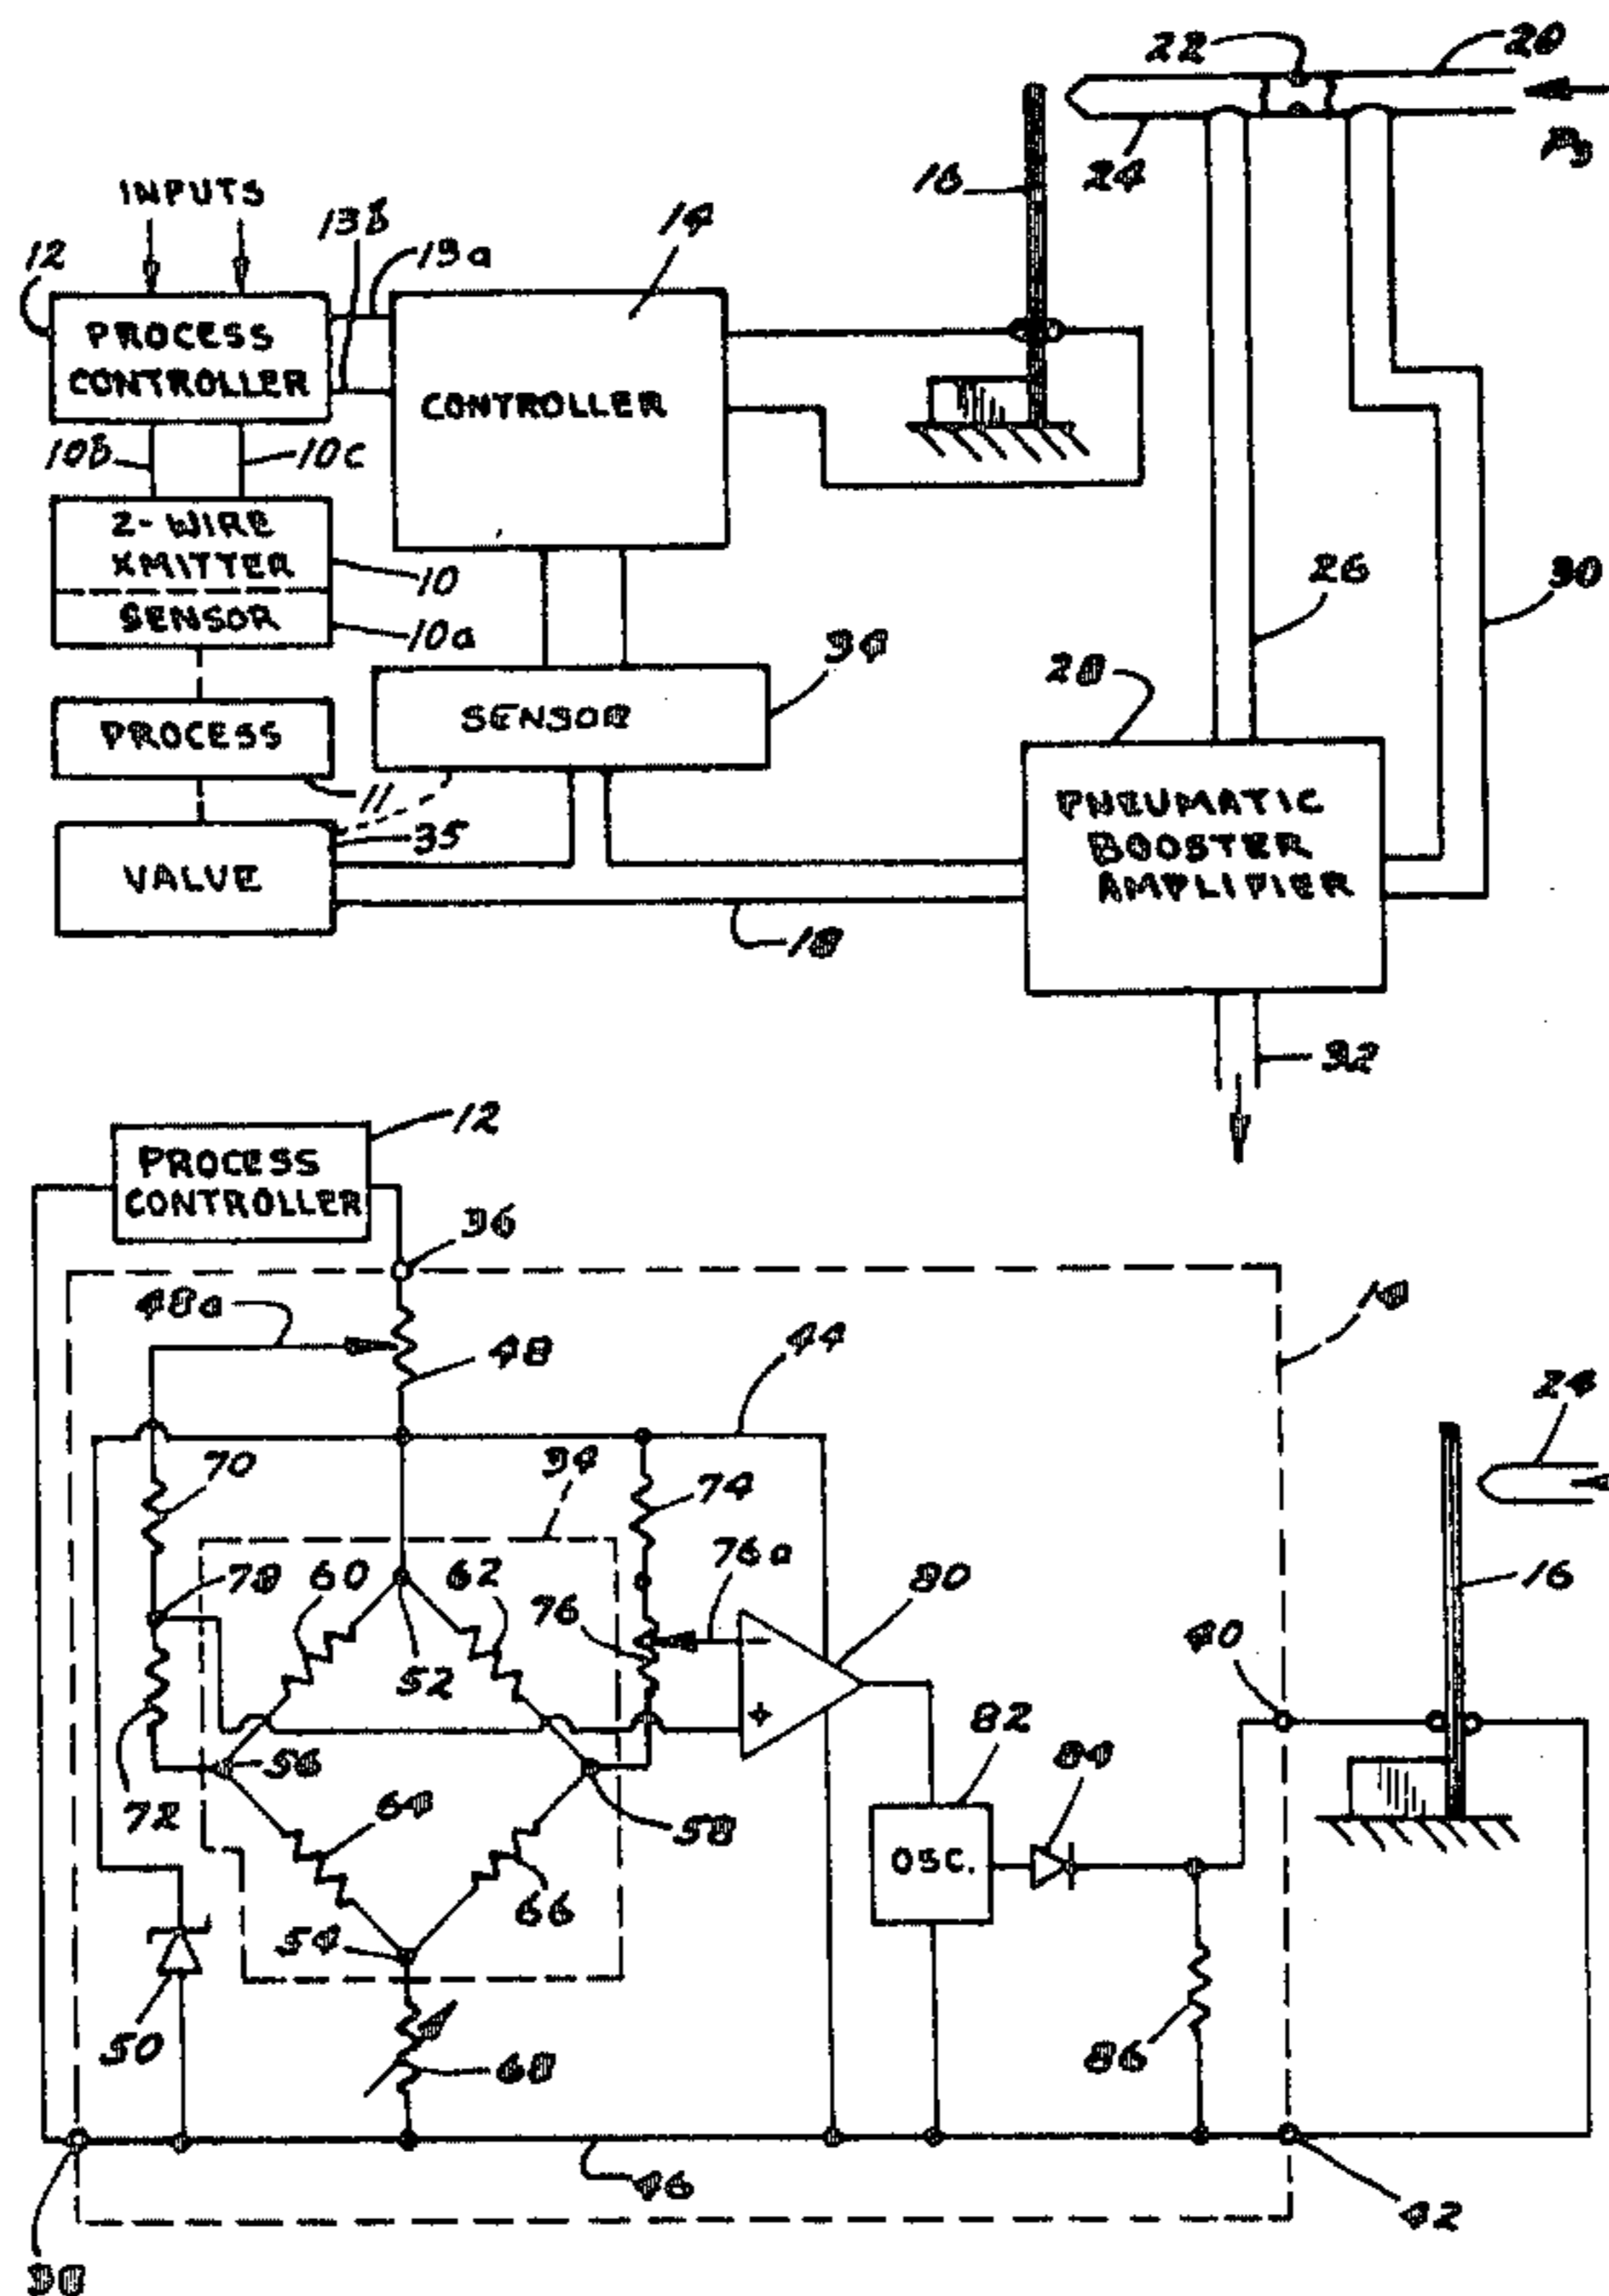 22
20
Ps
24
16
INPUTS
13b
13a
14
12
PROCESS
CONTROLLER
CONTROLLER
10b
10c
2-WIRE
XMITTER
10
SENSOR
10a
26
30
34
28
SENSOR
PROCESS
11
35
VALVE
PNEUMATIC
BOOSTER
AMPLIFIER
18
32
12
PROCESS
CONTROLLER
36
48a
14
48
44
24
70
34
74
78
60
62
76a
80
16
76
52
40
56
82
84
72
64
58
OSC.
66
54
50
68
86
46
42
38